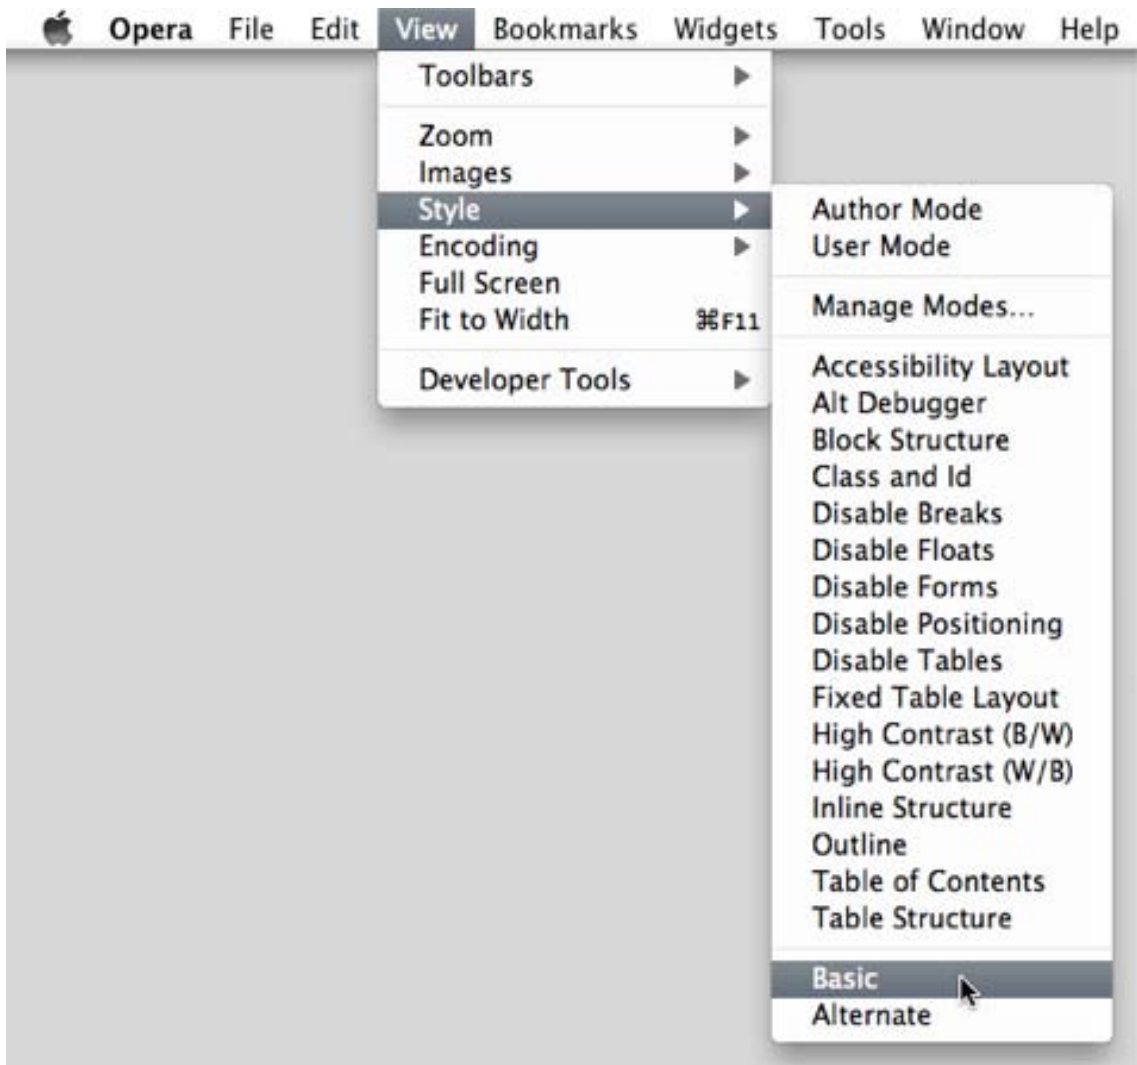 Opera File Edit View Bookmarks Widgets Tools Window Help
Toolbars
Zoom
Images
Style
Encoding
Full Screen
Fit to Width ⌘F11
Developer Tools
Author Mode
User Mode
Manage Modes...
Accessibility Layout
Alt Debugger
Block Structure
Class and Id
Disable Breaks
Disable Floats
Disable Forms
Disable Positioning
Disable Tables
Fixed Table Layout
High Contrast (B/W)
High Contrast (W/B)
Inline Structure
Outline
Table of Contents
Table Structure
Basic
Alternate